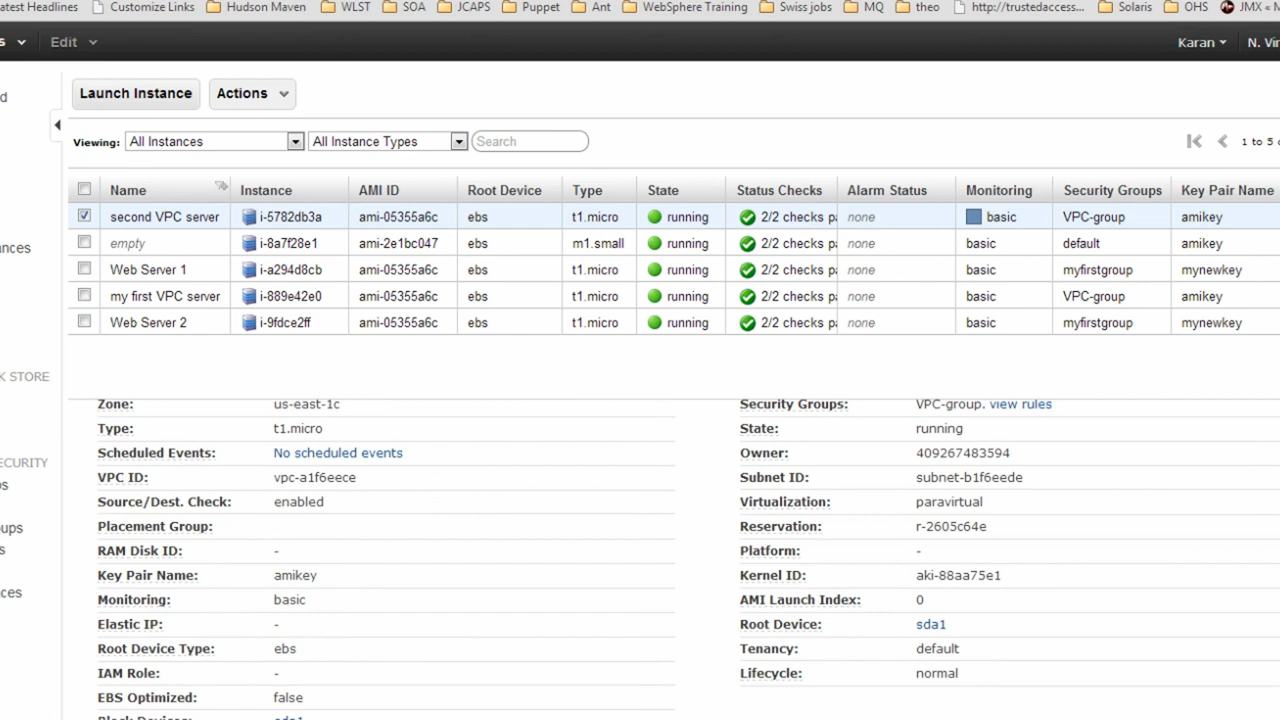 atest Headlines Customize Links Hudson Maven WLST SOA JCAPS Puppet Ant WebSphere Training Swiss jobs MQ theo http://trustedaccess... Solaris OHS JMX « M
s Edit Karan N. Vir
d
Launch Instance Actions
Viewing: All Instances All Instance Types Search 1 to 5 o
Name Instance AMI ID Root Device Type State Status Checks Alarm Status Monitoring Security Groups Key Pair Name
second VPC server i-5782db3a ami-05355a6c ebs t1.micro running 2/2 checks pa none basic VPC-group amikey
empty i-8a7f28e1 ami-2e1bc047 ebs m1.small running 2/2 checks pa none basic default amikey
ances
Web Server 1 i-a294d8cb ami-05355a6c ebs t1.micro running 2/2 checks pa none basic myfirstgroup mynewkey
my first VPC server i-889e42e0 ami-05355a6c ebs t1.micro running 2/2 checks pa none basic VPC-group amikey
Web Server 2 i-9fdce2ff ami-05355a6c ebs t1.micro running 2/2 checks pa none basic myfirstgroup mynewkey
K STORE
Zone: us-east-1c Security Groups: VPC-group. view rules
Type: t1.micro State: running
Scheduled Events: No scheduled events Owner: 409267483594
ECURITY
VPC ID: vpc-a1f6eece Subnet ID: subnet-b1f6eede
ps
Source/Dest. Check: enabled Virtualization: paravirtual
Placement Group: Reservation: r-2605c64e
oups
RAM Disk ID: - Platform: -
s
Key Pair Name: amikey Kernel ID: aki-88aa75e1
ces
Monitoring: basic AMI Launch Index: 0
Elastic IP: - Root Device: sda1
Root Device Type: ebs Tenancy: default
IAM Role: - Lifecycle: normal
EBS Optimized: false
Block Devices: sda1